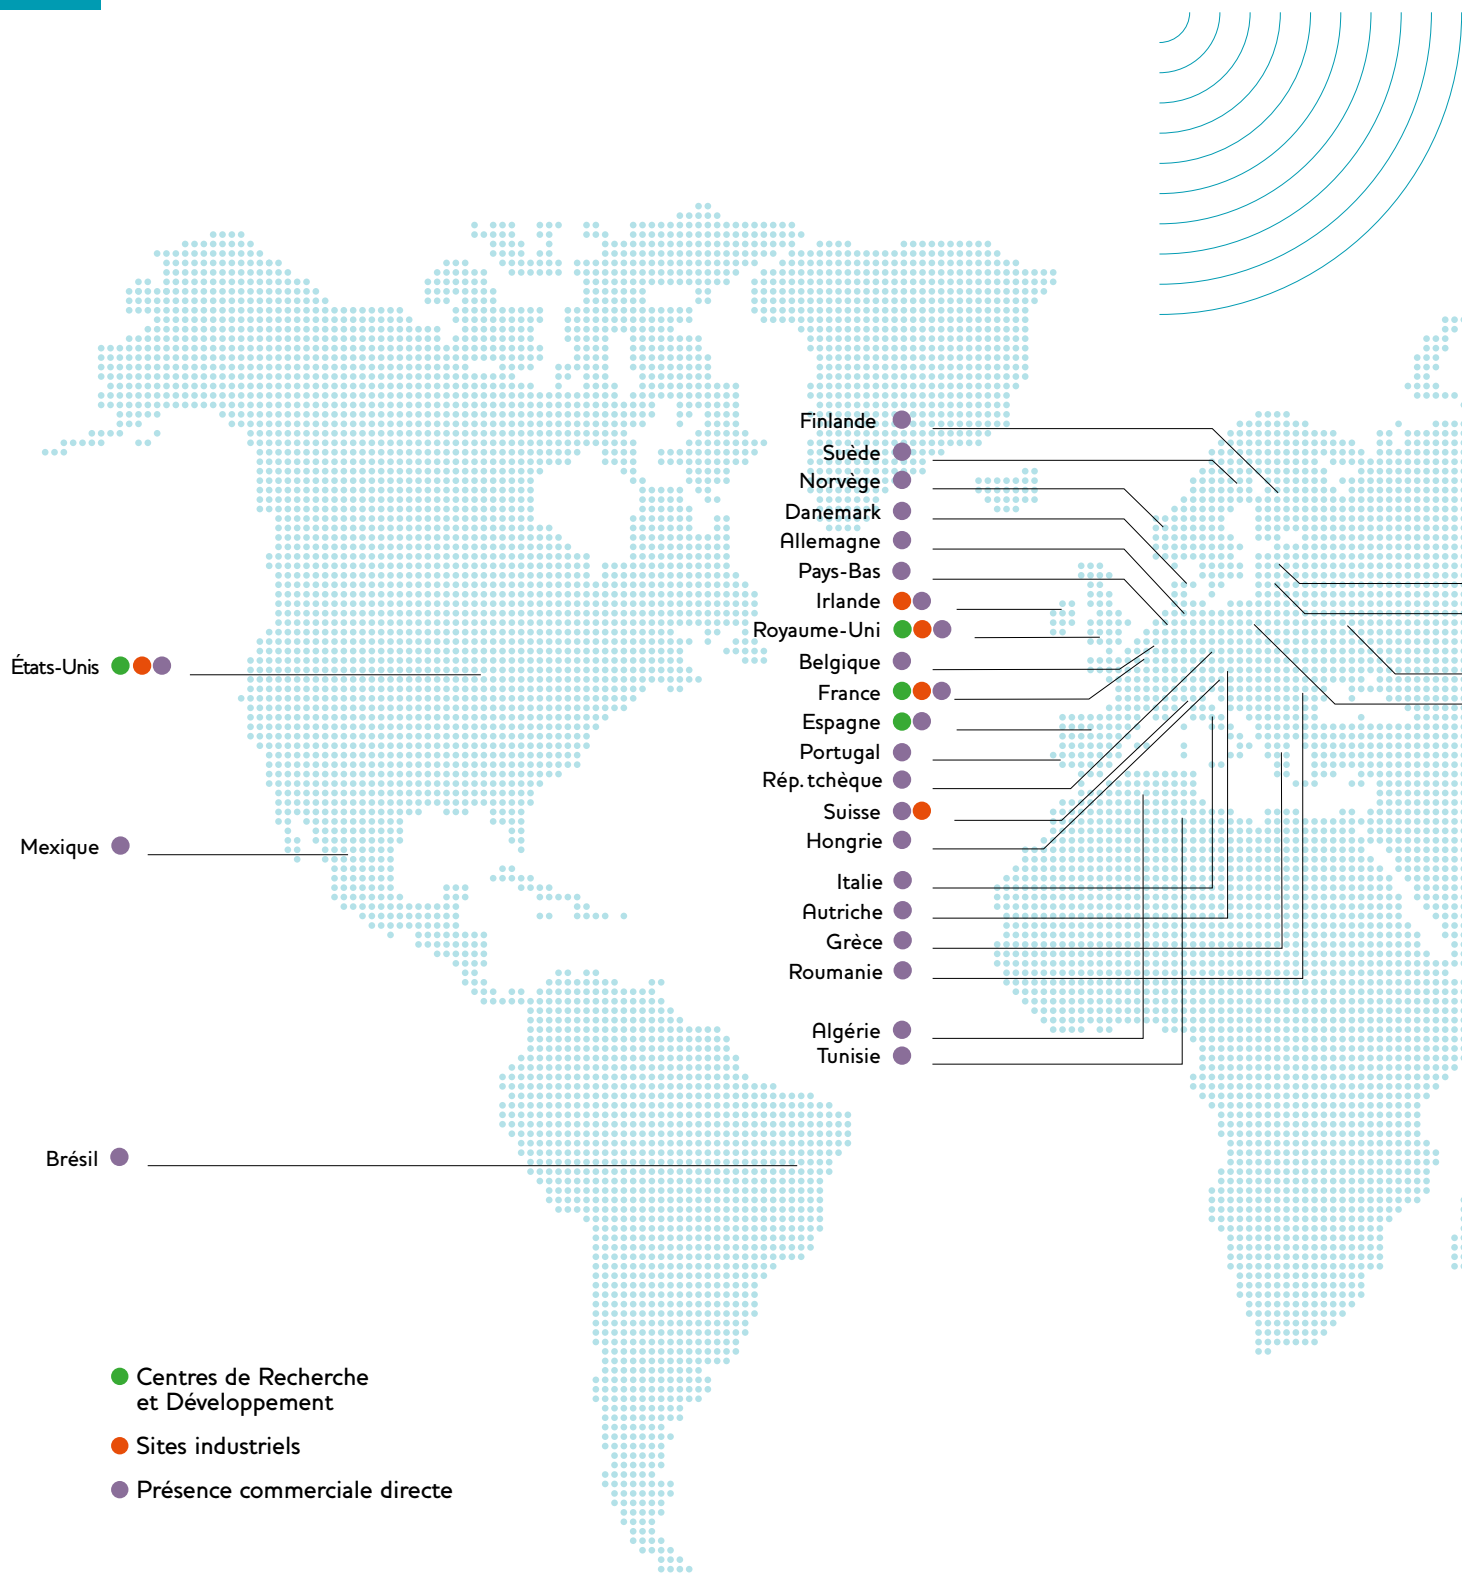 Finlande
Suède
Norvège
Danemark
Allemagne
Pays-Bas
Irlande
Royaume-Uni
Belgique
France
Espagne
Portugal
Rép. tchèque
Suisse
Hongrie
Italie
Autriche
Grèce
Roumanie
Algérie
Tunisie
États-Unis
Mexique
Brésil
Centres de Recherche
et Développement
Sites industriels
Présence commerciale directe